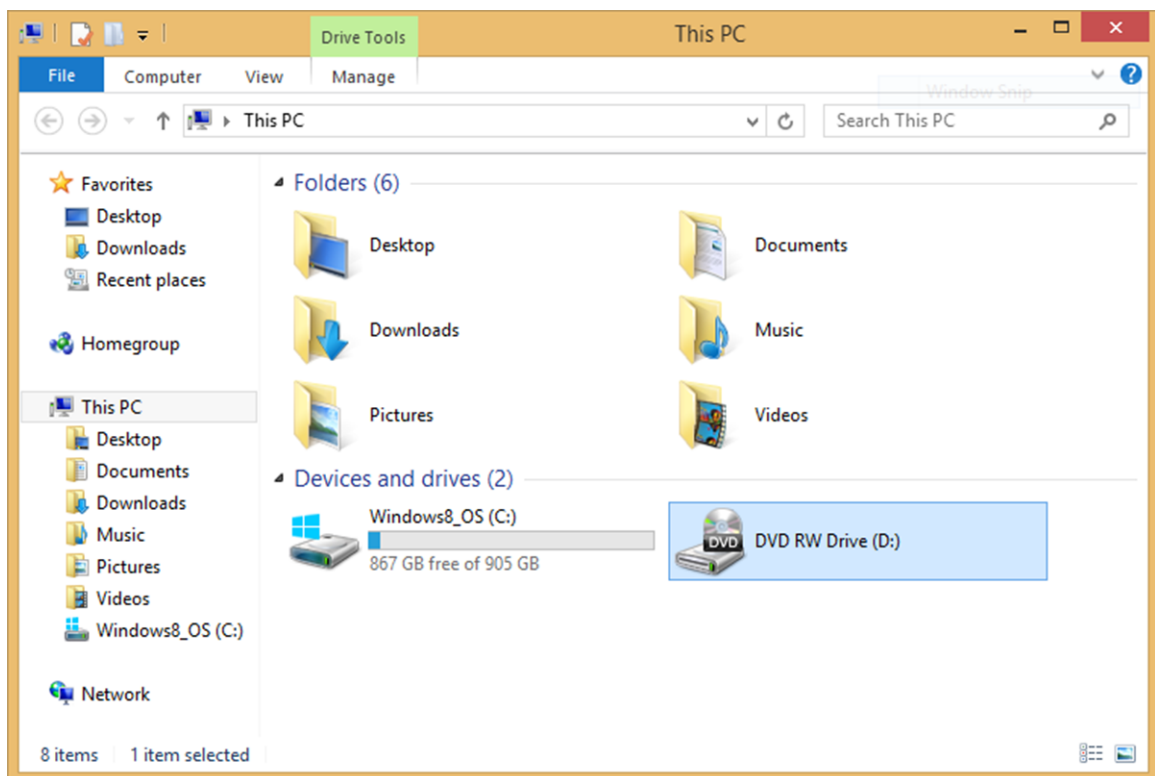 This PC
Drive Tools
File
Computer
View
Manage
Window Snip
This PC
Search This PC
Favorites
Desktop
Downloads
Recent places
Homegroup
This PC
Desktop
Documents
Downloads
Music
Pictures
Videos
Windows8_OS (C:)
Network
Folders (6)
Desktop
Documents
Downloads
Music
Pictures
Videos
Devices and drives (2)
Windows8_OS (C:)
867 GB free of 905 GB
DVD
DVD RW Drive (D:)
8 items
1 item selected